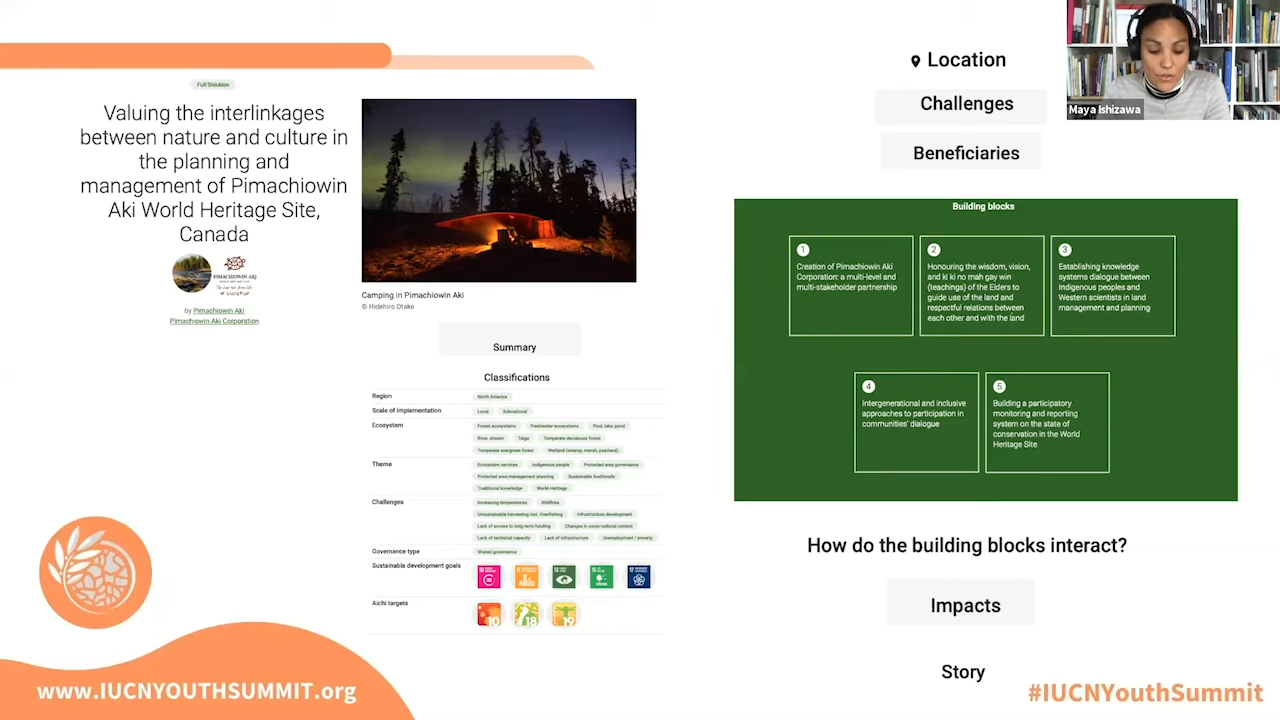 Full Solution
Valuing the interlinkages
between nature and culture in
the planning and
management of Pimachiowin
Aki World Heritage Site,
Canada
PIMACHIOWIN AKI
by Pimachiowin Aki
Pimachiowin Aki Corporation
Camping in Pimachiowin Aki
© Hidehiro Otake
Summary
Classifications
Region
North America
Scale of implementation
Local Subnational
Ecosystem
Forest ecosystems Freshwater ecosystems Pool, lake, pond
River, stream Taiga Temperate deciduous forest
Temperate evergreen forest Wetland (swamp, marsh, peatland)
Theme
Ecosystem services Indigenous people Protected area governance
Protected area management planning Sustainable livelihoods
Traditional knowledge World Heritage
Challenges
Increasing temperatures Wildfires
Unsustainable harvesting incl. Overfishing Infrastructure development
Lack of access to long-term funding Changes in socio-cultural context
Lack of technical capacity Lack of infrastructure Unemployment / poverty
Governance type
Shared governance
Sustainable development goals
Aichi targets
10 18 19
Location
Challenges
Beneficiaries
Maya Ishizawa
Building blocks
1
Creation of Pimachiowin Aki
Corporation: a multi-level and
multi-stakeholder partnership
2
Honouring the wisdom, vision,
and ki ki no mah gay win
(teachings) of the Elders to
guide use of the land and
respectful relations between
each other and with the land
3
Establishing knowledge
systems dialogue between
Indigenous peoples and
Western scientists in land
management and planning
4
Intergenerational and inclusive
approaches to participation in
communities' dialogue
5
Building a participatory
monitoring and reporting
system on the state of
conservation in the World
Heritage Site
How do the building blocks interact?
Impacts
Story
www.IUCNYOUTHSUMMIT.org
#IUCNYouthSummit